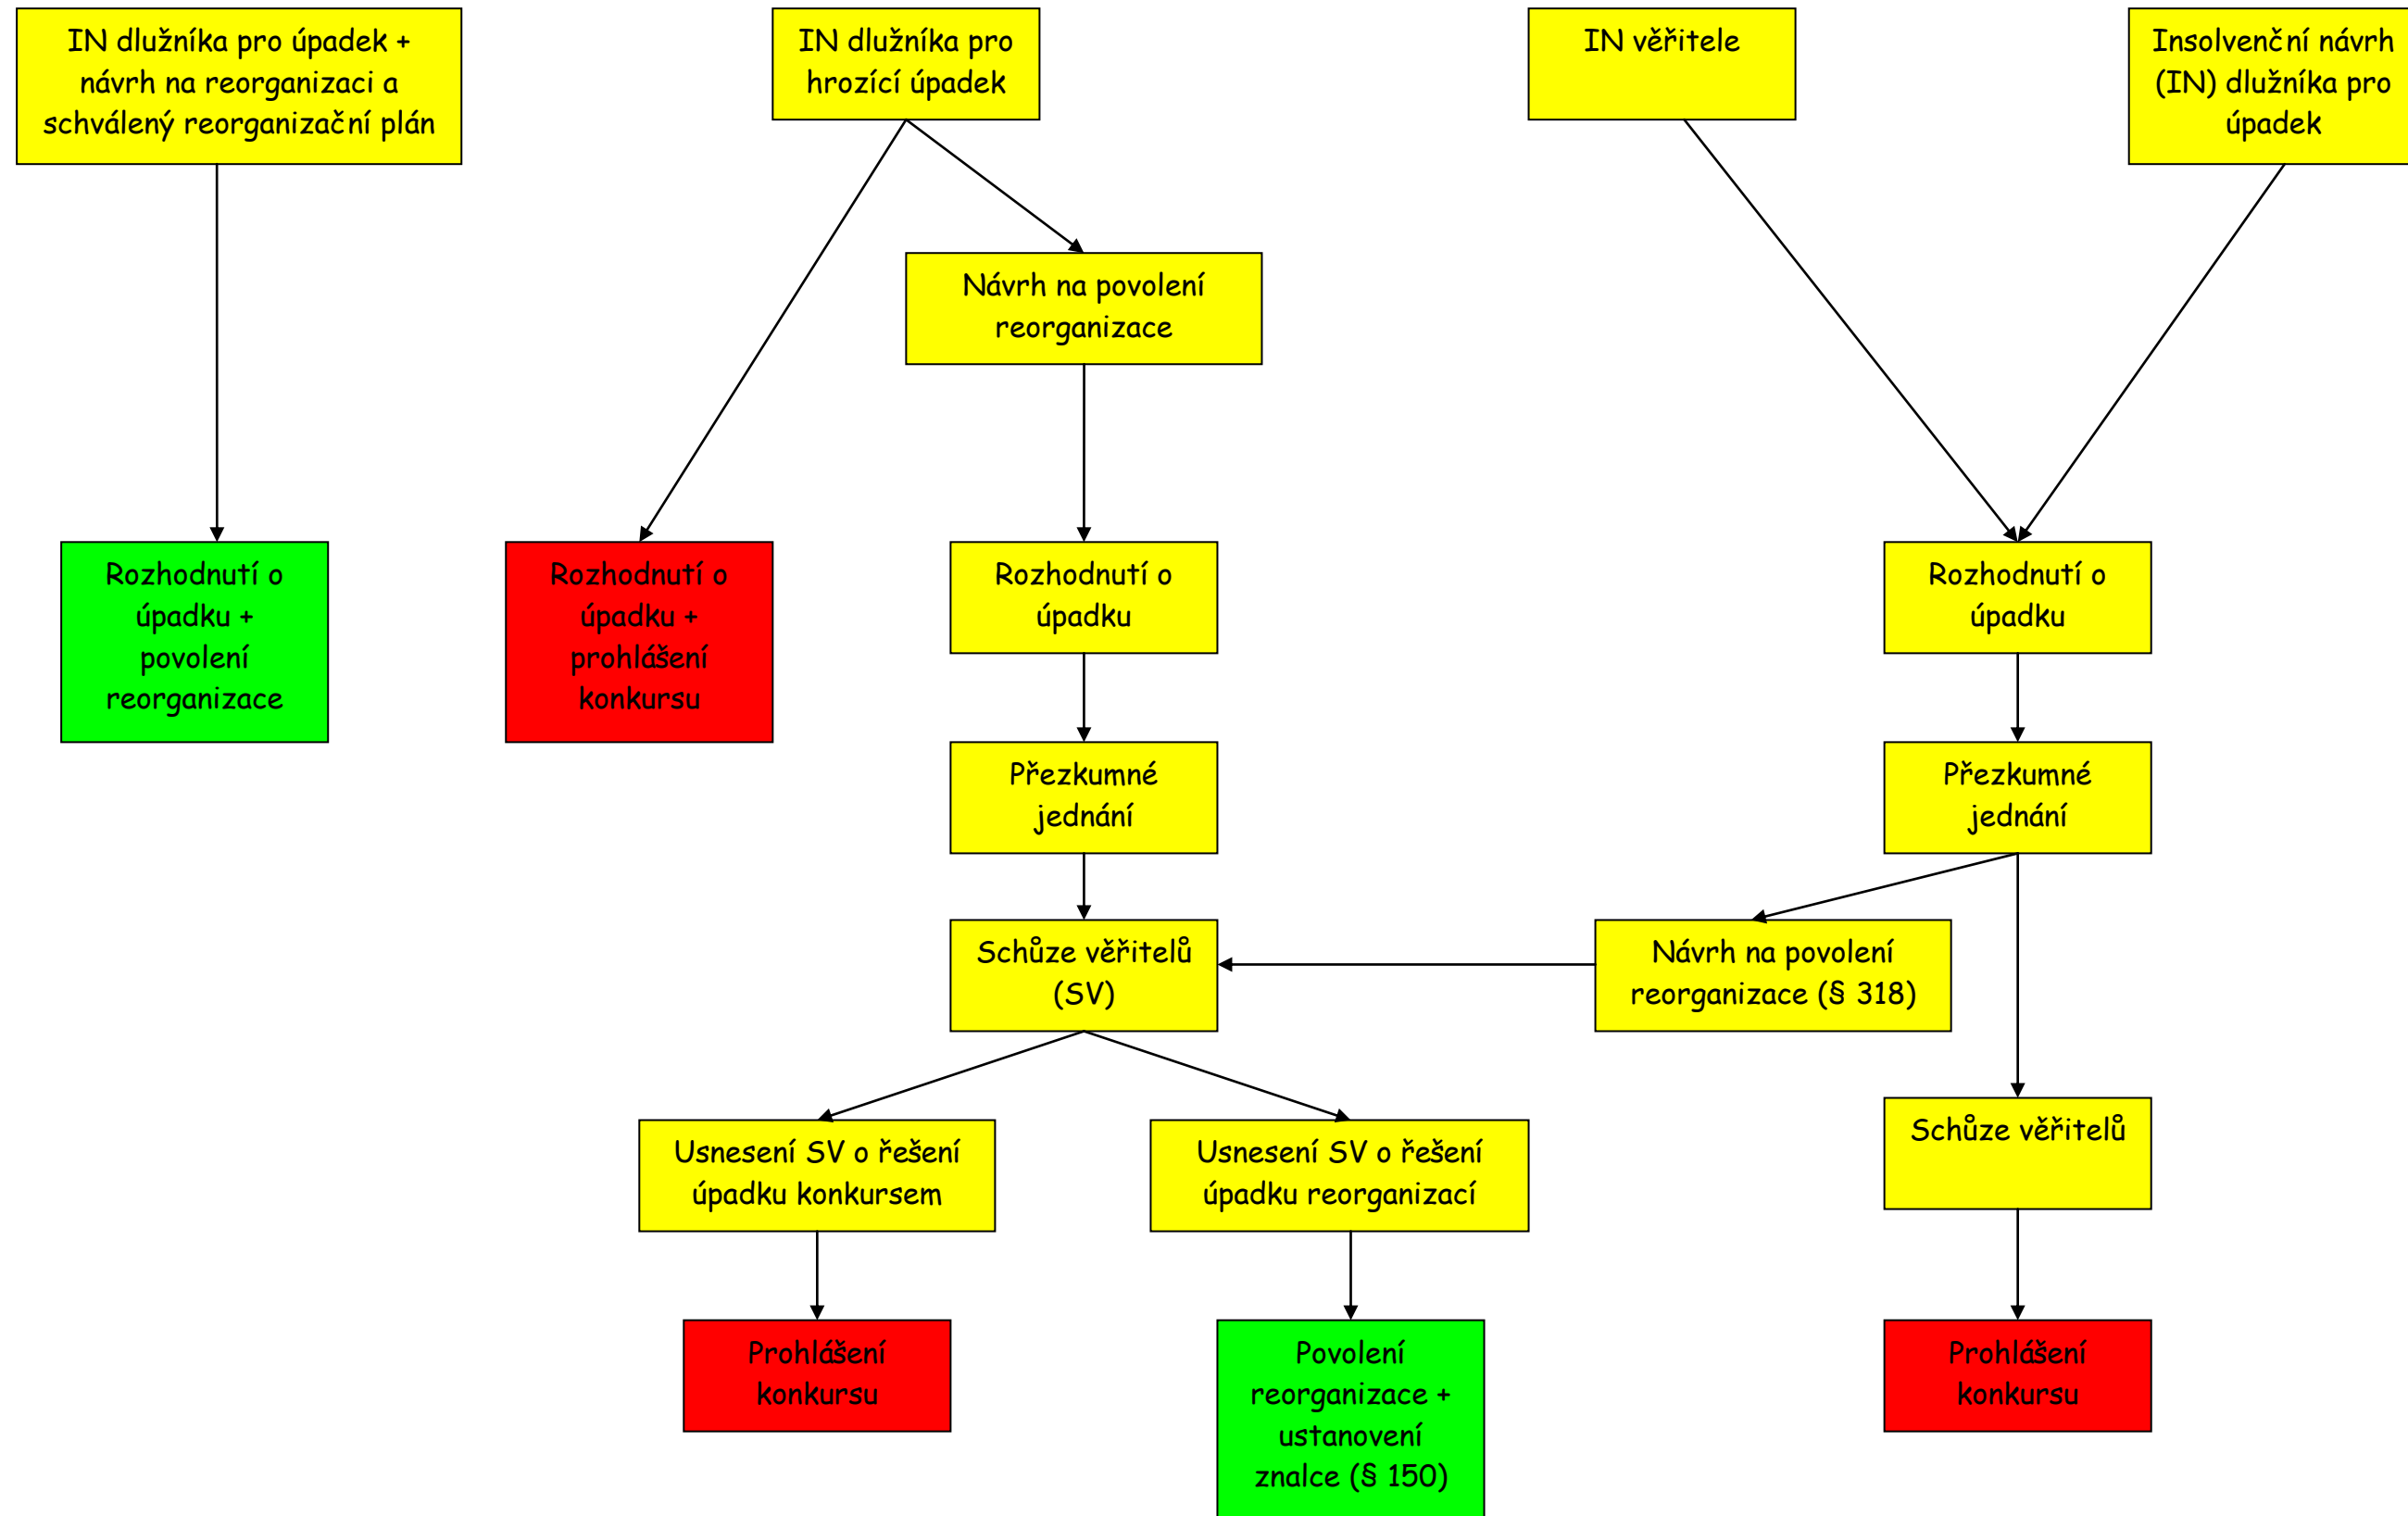 IN dlužníka pro úpadek +
návrh na reorganizaci a
schválený reorganizační plán
IN dlužníka pro
hrozící úpadek
IN věřitele
Insolvenční návrh
(IN) dlužníka pro
úpadek
Návrh na povolení
reorganizace
Rozhodnutí o
úpadku +
povolení
reorganizace
Rozhodnutí o
úpadku +
prohlášení
konkursu
Rozhodnutí o
úpadku
Rozhodnutí o
úpadku
Přezkumné
jednání
Přezkumné
jednání
Schůze věřitelů
(SV)
Návrh na povolení
reorganizace (§ 318)
Usnesení SV o řešení
úpadku konkursem
Usnesení SV o řešení
úpadku reorganizací
Schůze věřitelů
Prohlášení
konkursu
Povolení
reorganizace +
ustanovení
znalce (§ 150)
Prohlášení
konkursu